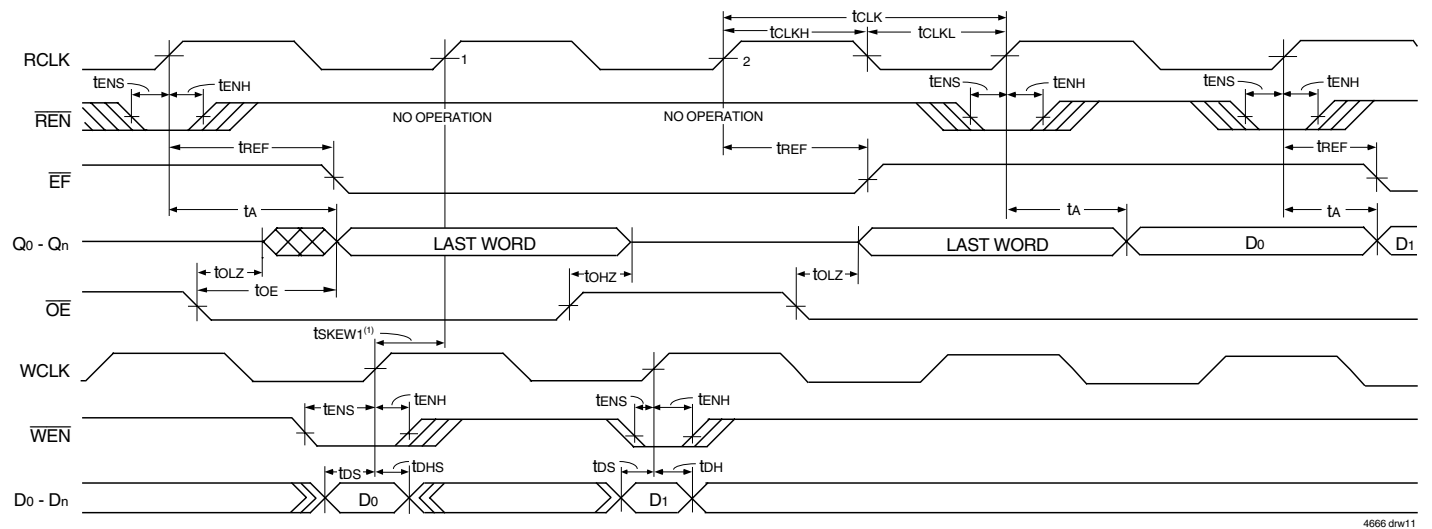 tCLK
tCLKH tCLKL
RCLK 1 2
tENS tENH tENS tENH tENS tENH
REN NO OPERATION NO OPERATION
tREF tREF tREF
EF
tA tA tA
Q0 - Qn LAST WORD LAST WORD D0 D1
tOLZ tOHZ tOLZ
tOE
OE
tSKEW1(1)
WCLK
tENS tENH tENS tENH
WEN
tDS tDHS tDS tDH
D0 - Dn D0 D1
4666 drw11